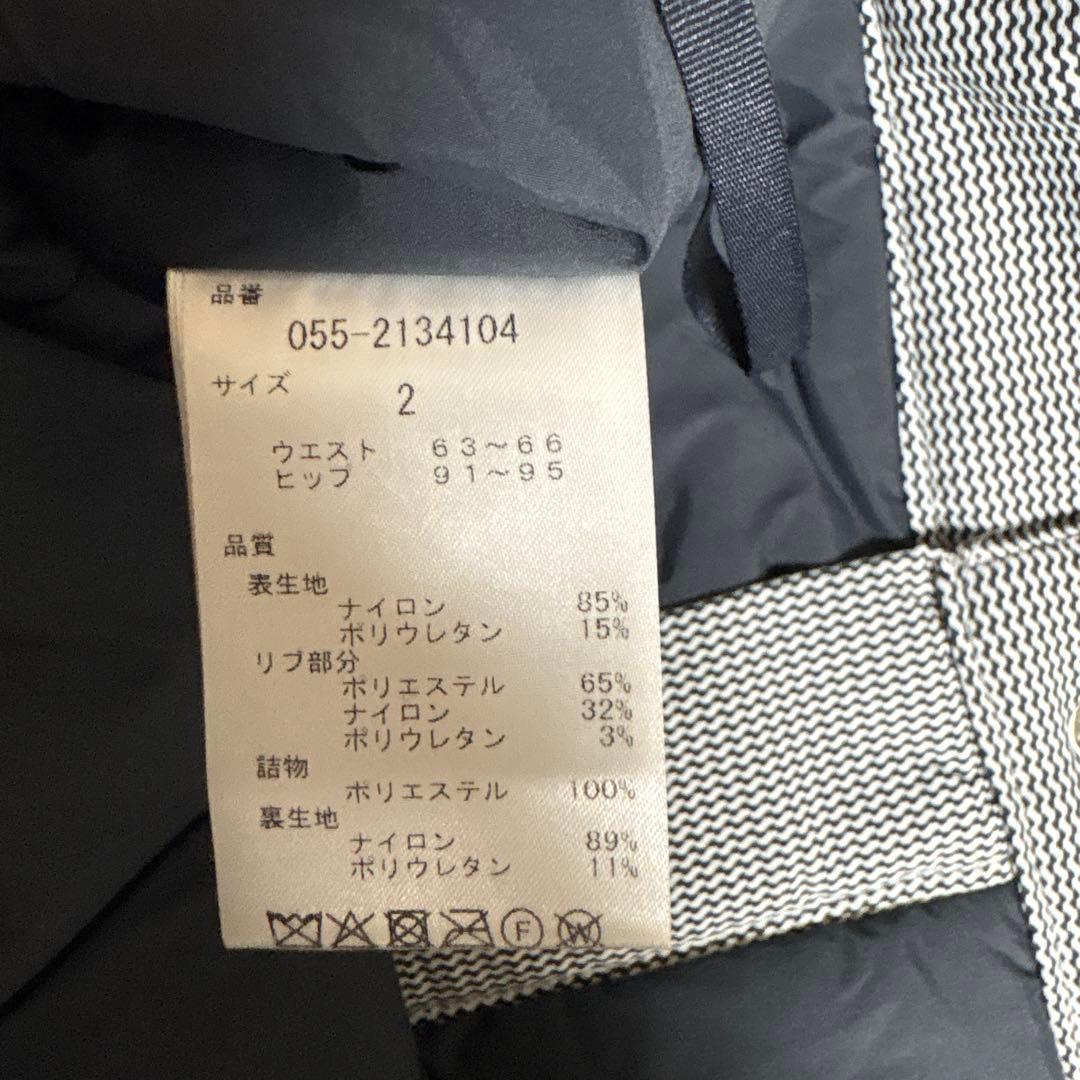 品番
055-2134104
サイズ 2
ウエスト 63~66
ヒップ 91~95
品質
表生地
ナイロン 85%
ポリウレタン 15%
リブ部分
ポリエステル 65%
ナイロン 32%
ポリウレタン 3%
詰物
ポリエステル 100%
裏生地
ナイロン 89%
ポリウレタン 11%
F W